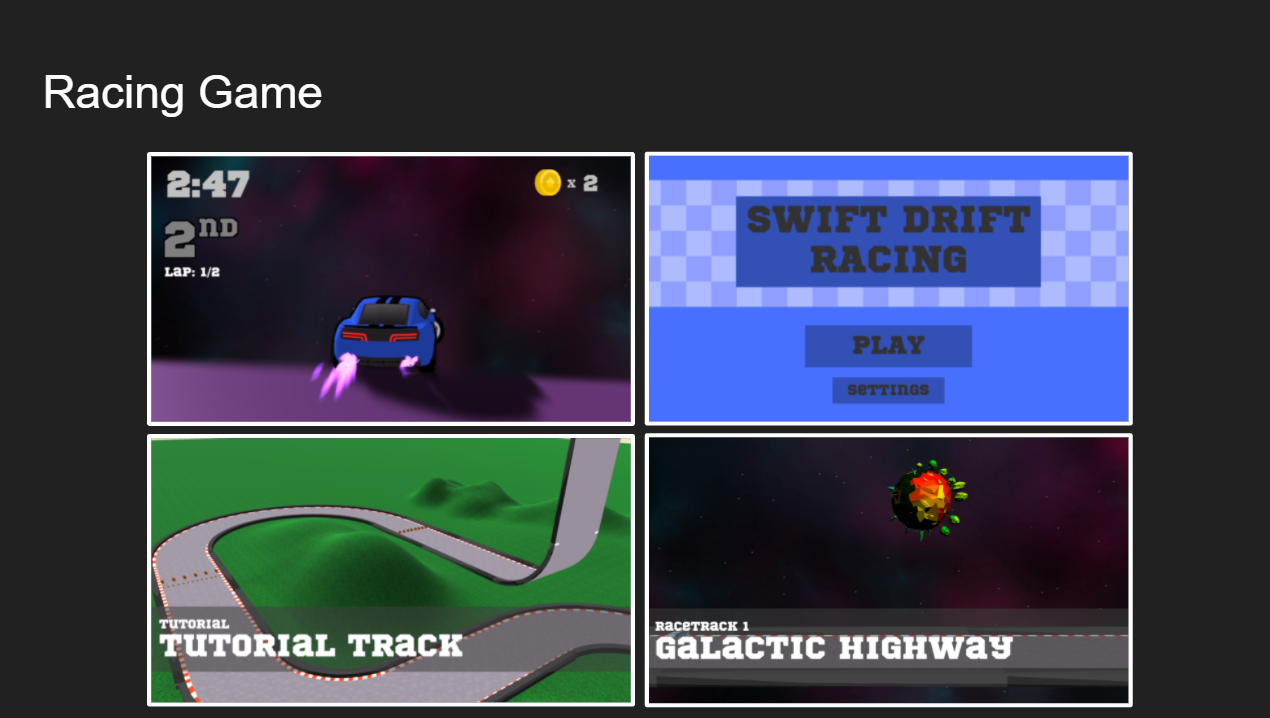 Racing Game
2:47
x 2
2ND
LaP: 1/2
SWIFT DRIFT
RACING
PLAY
SeTTINGS
TUTORIaL
TUTORIaL TRaCK
RaCeTRaCK 1
GaLaCTIC HIGHWaY